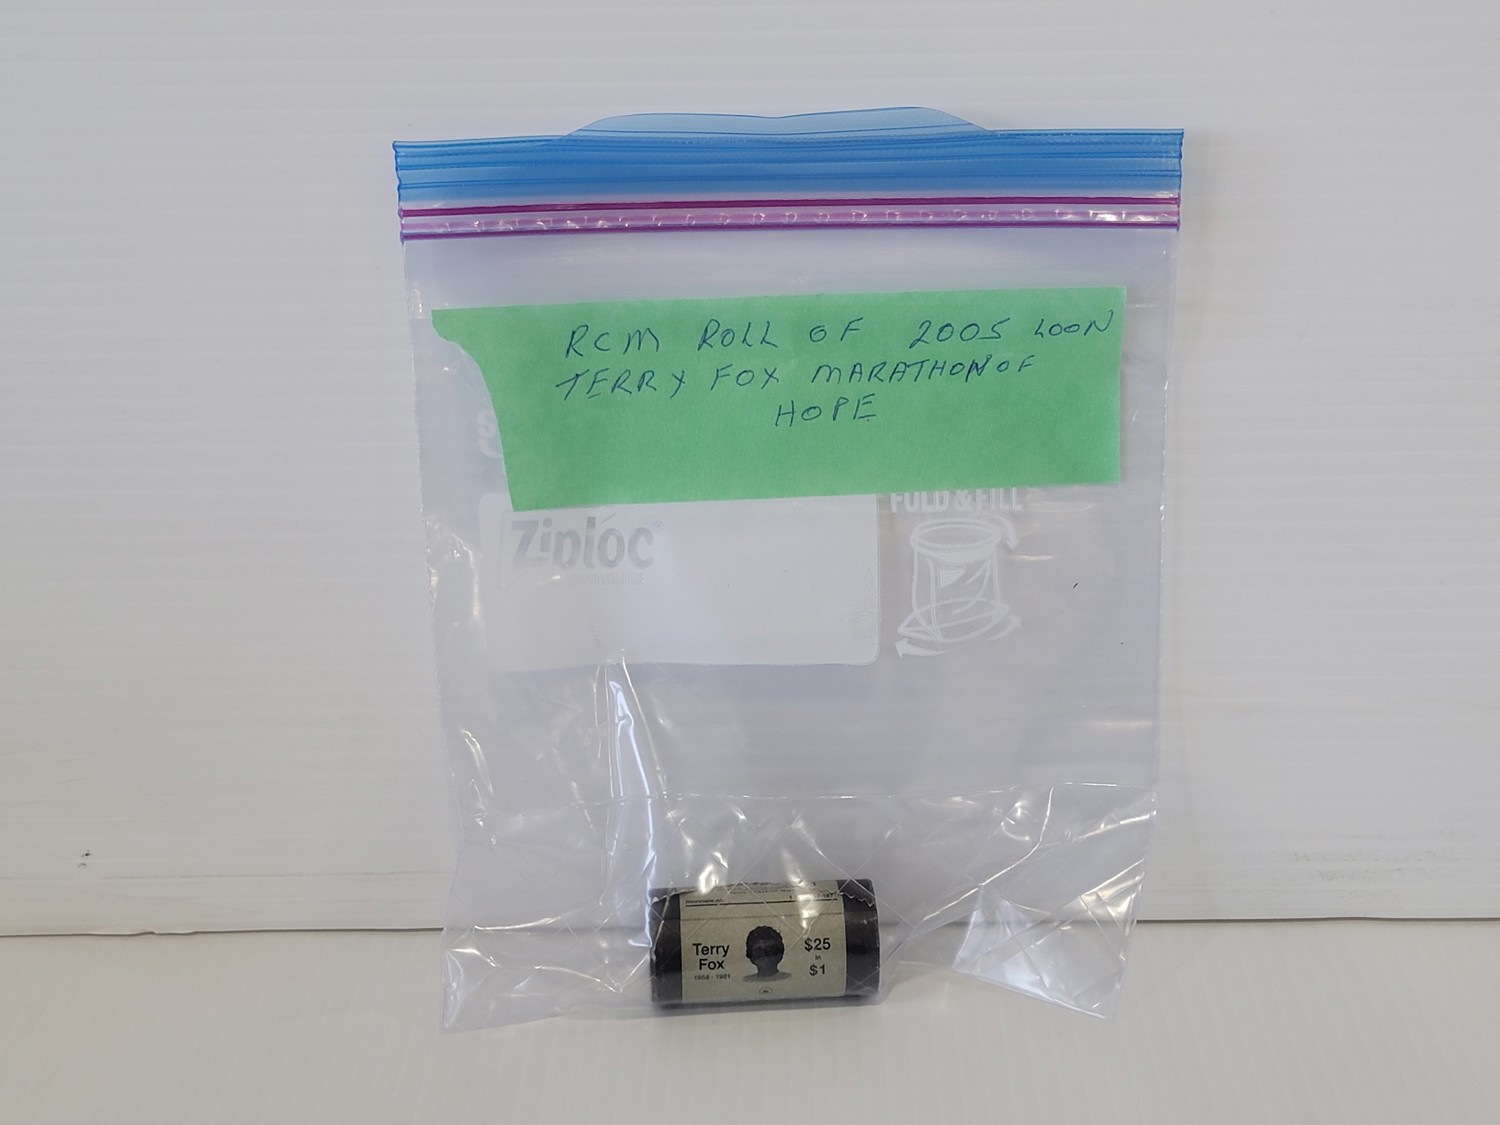 RCM ROLL OF 2005 LOON
TERRY FOX MARATHON OF
HOPE
Ziploc®
FOLD & FILL
Terry
Fox
1958 - 1981
$25
in
$1